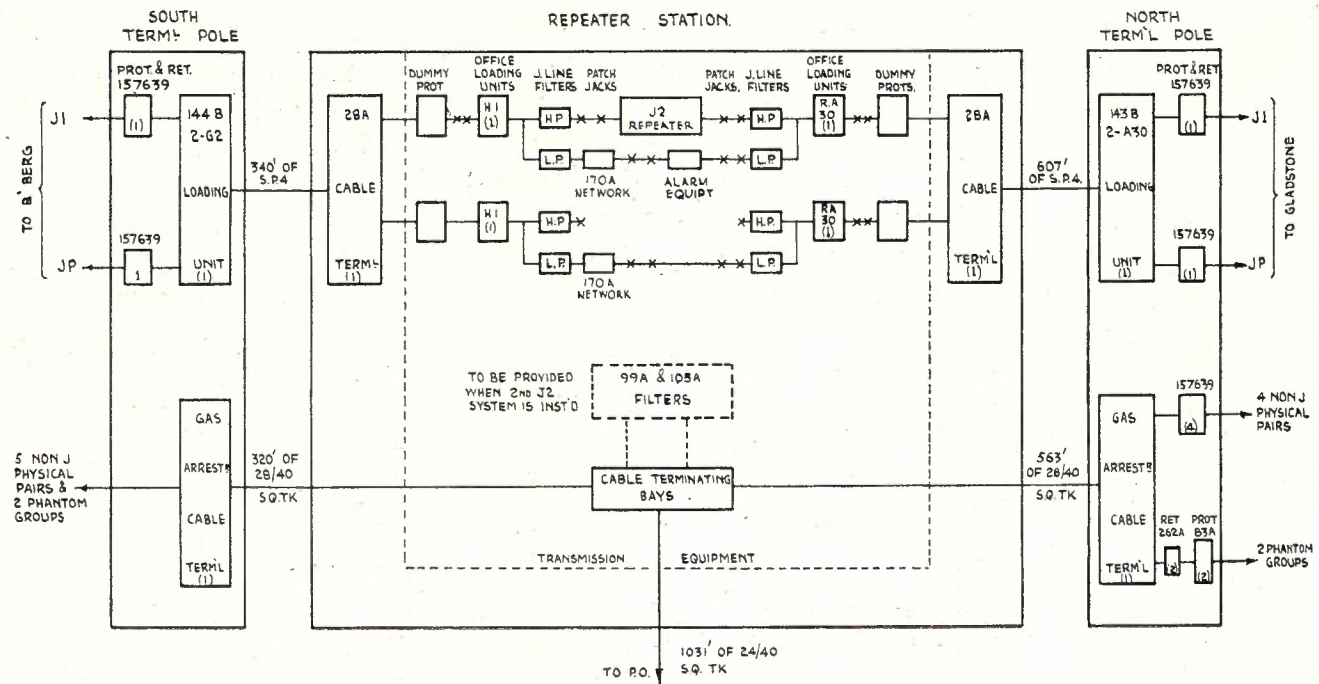 SOUTH
TERML POLE
REPEATER STATION.
NORTH
TERM'L POLE
PROT. & RET.
157639
(1)
J1
144 B
2-G2
LOADING
UNIT
(1)
TO B' BERG
157639
1
JP
340' OF
S.P.4
28A
CABLE
TERML
(1)
DUMMY
PROT
OFFICE
LOADING
UNITS
J. LINE
FILTERS
PATCH
JACKS
PATCH
JACKS.
J. LINE
FILTERS
OFFICE
LOADING
UNITS
DUMMY
PROTS.
H1
(1)
H.P.
J2
REPEATER
H.P.
R.A
30
(1)
L.P.
170A
NETWORK
ALARM
EQUIPT
L.P.
H1
(1)
H.P.
H.P.
RA
30
(1)
L.P.
170A
NETWORK
L.P.
28A
CABLE
TERM'L
(1)
607'
OF S.P.4.
143B
2-A30
LOADING
UNIT
(1)
PROT & RET
157639
(1)
J1
TO GLADSTONE
157639
(1)
JP
TO BE PROVIDED
WHEN 2ND J2
SYSTEM IS INST'D
99A & 105A
FILTERS
CABLE TERMINATING
BAYS
TRANSMISSION EQUIPMENT
5 NON J
PHYSICAL
PAIRS &
2 PHANTOM
GROUPS
GAS
ARRESTR
CABLE
TERM'L
(1)
320' OF
28/40
SQ.TK
563'
OF 28/40
SQ.TK
GAS
ARRESTR
CABLE
TERM'L
(1)
157639
(4)
4 NON J
PHYSICAL
PAIRS
RET
262A
(2)
PROT
83A
(2)
2 PHANTOM
GROUPS
TO P.O.
1031' OF 24/40
SQ. TK